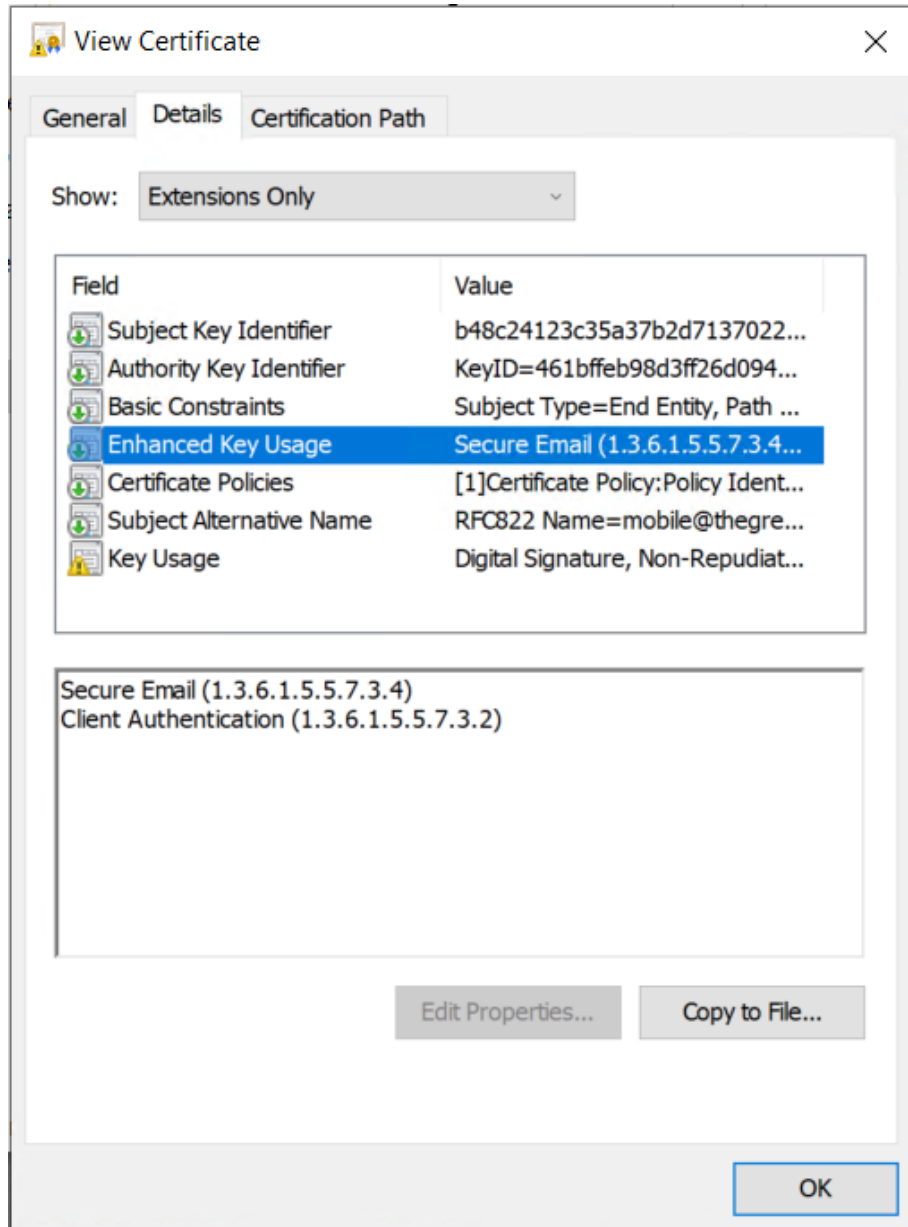 View Certificate
General Details Certification Path
Show: Extensions Only
Field Value
Subject Key Identifier b48c24123c35a37b2d7137022...
Authority Key Identifier KeyID=461bffeb98d3ff26d094...
Basic Constraints Subject Type=End Entity, Path ...
Enhanced Key Usage Secure Email (1.3.6.1.5.5.7.3.4...
Certificate Policies [1]Certificate Policy:Policy Ident...
Subject Alternative Name RFC822 Name=mobile@thegre...
Key Usage Digital Signature, Non-Repudiat...
Secure Email (1.3.6.1.5.5.7.3.4)
Client Authentication (1.3.6.1.5.5.7.3.2)
Edit Properties... Copy to File...
OK